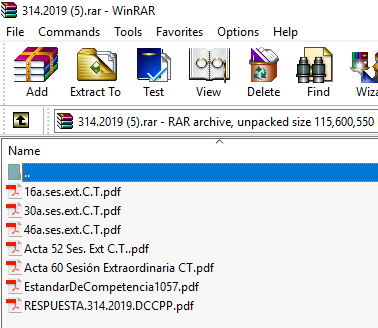 314.2019 (5).rar - WinRAR
File Commands Tools Favorites Options Help
Add Extract To Test View Delete Find Wiza
314.2019 (5).rar - RAR archive, unpacked size 115,600,550
Name
..
16a.ses.ext.C.T.pdf
30a.ses.ext.C.T.pdf
46a.ses.ext.C.T.pdf
Acta 52 Ses. Ext C.T..pdf
Acta 60 Sesión Extraordinaria CT.pdf
EstandarDeCompetencia1057.pdf
RESPUESTA.314.2019.DCCPP.pdf